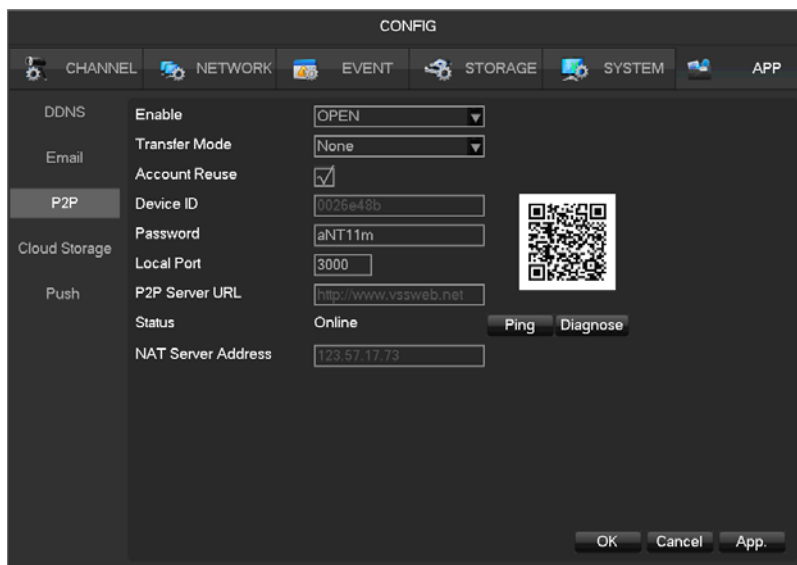 CONFIG
CHANNEL NETWORK EVENT STORAGE SYSTEM APP
DDNS
Email
P2P
Cloud Storage
Push
Enable OPEN
Transfer Mode None
Account Reuse
Device ID 0026e48b
Password aNT11m
Local Port 3000
P2P Server URL http://www.vssweb.net
Status Online Ping Diagnose
NAT Server Address 123.57.17.73
OK Cancel App.